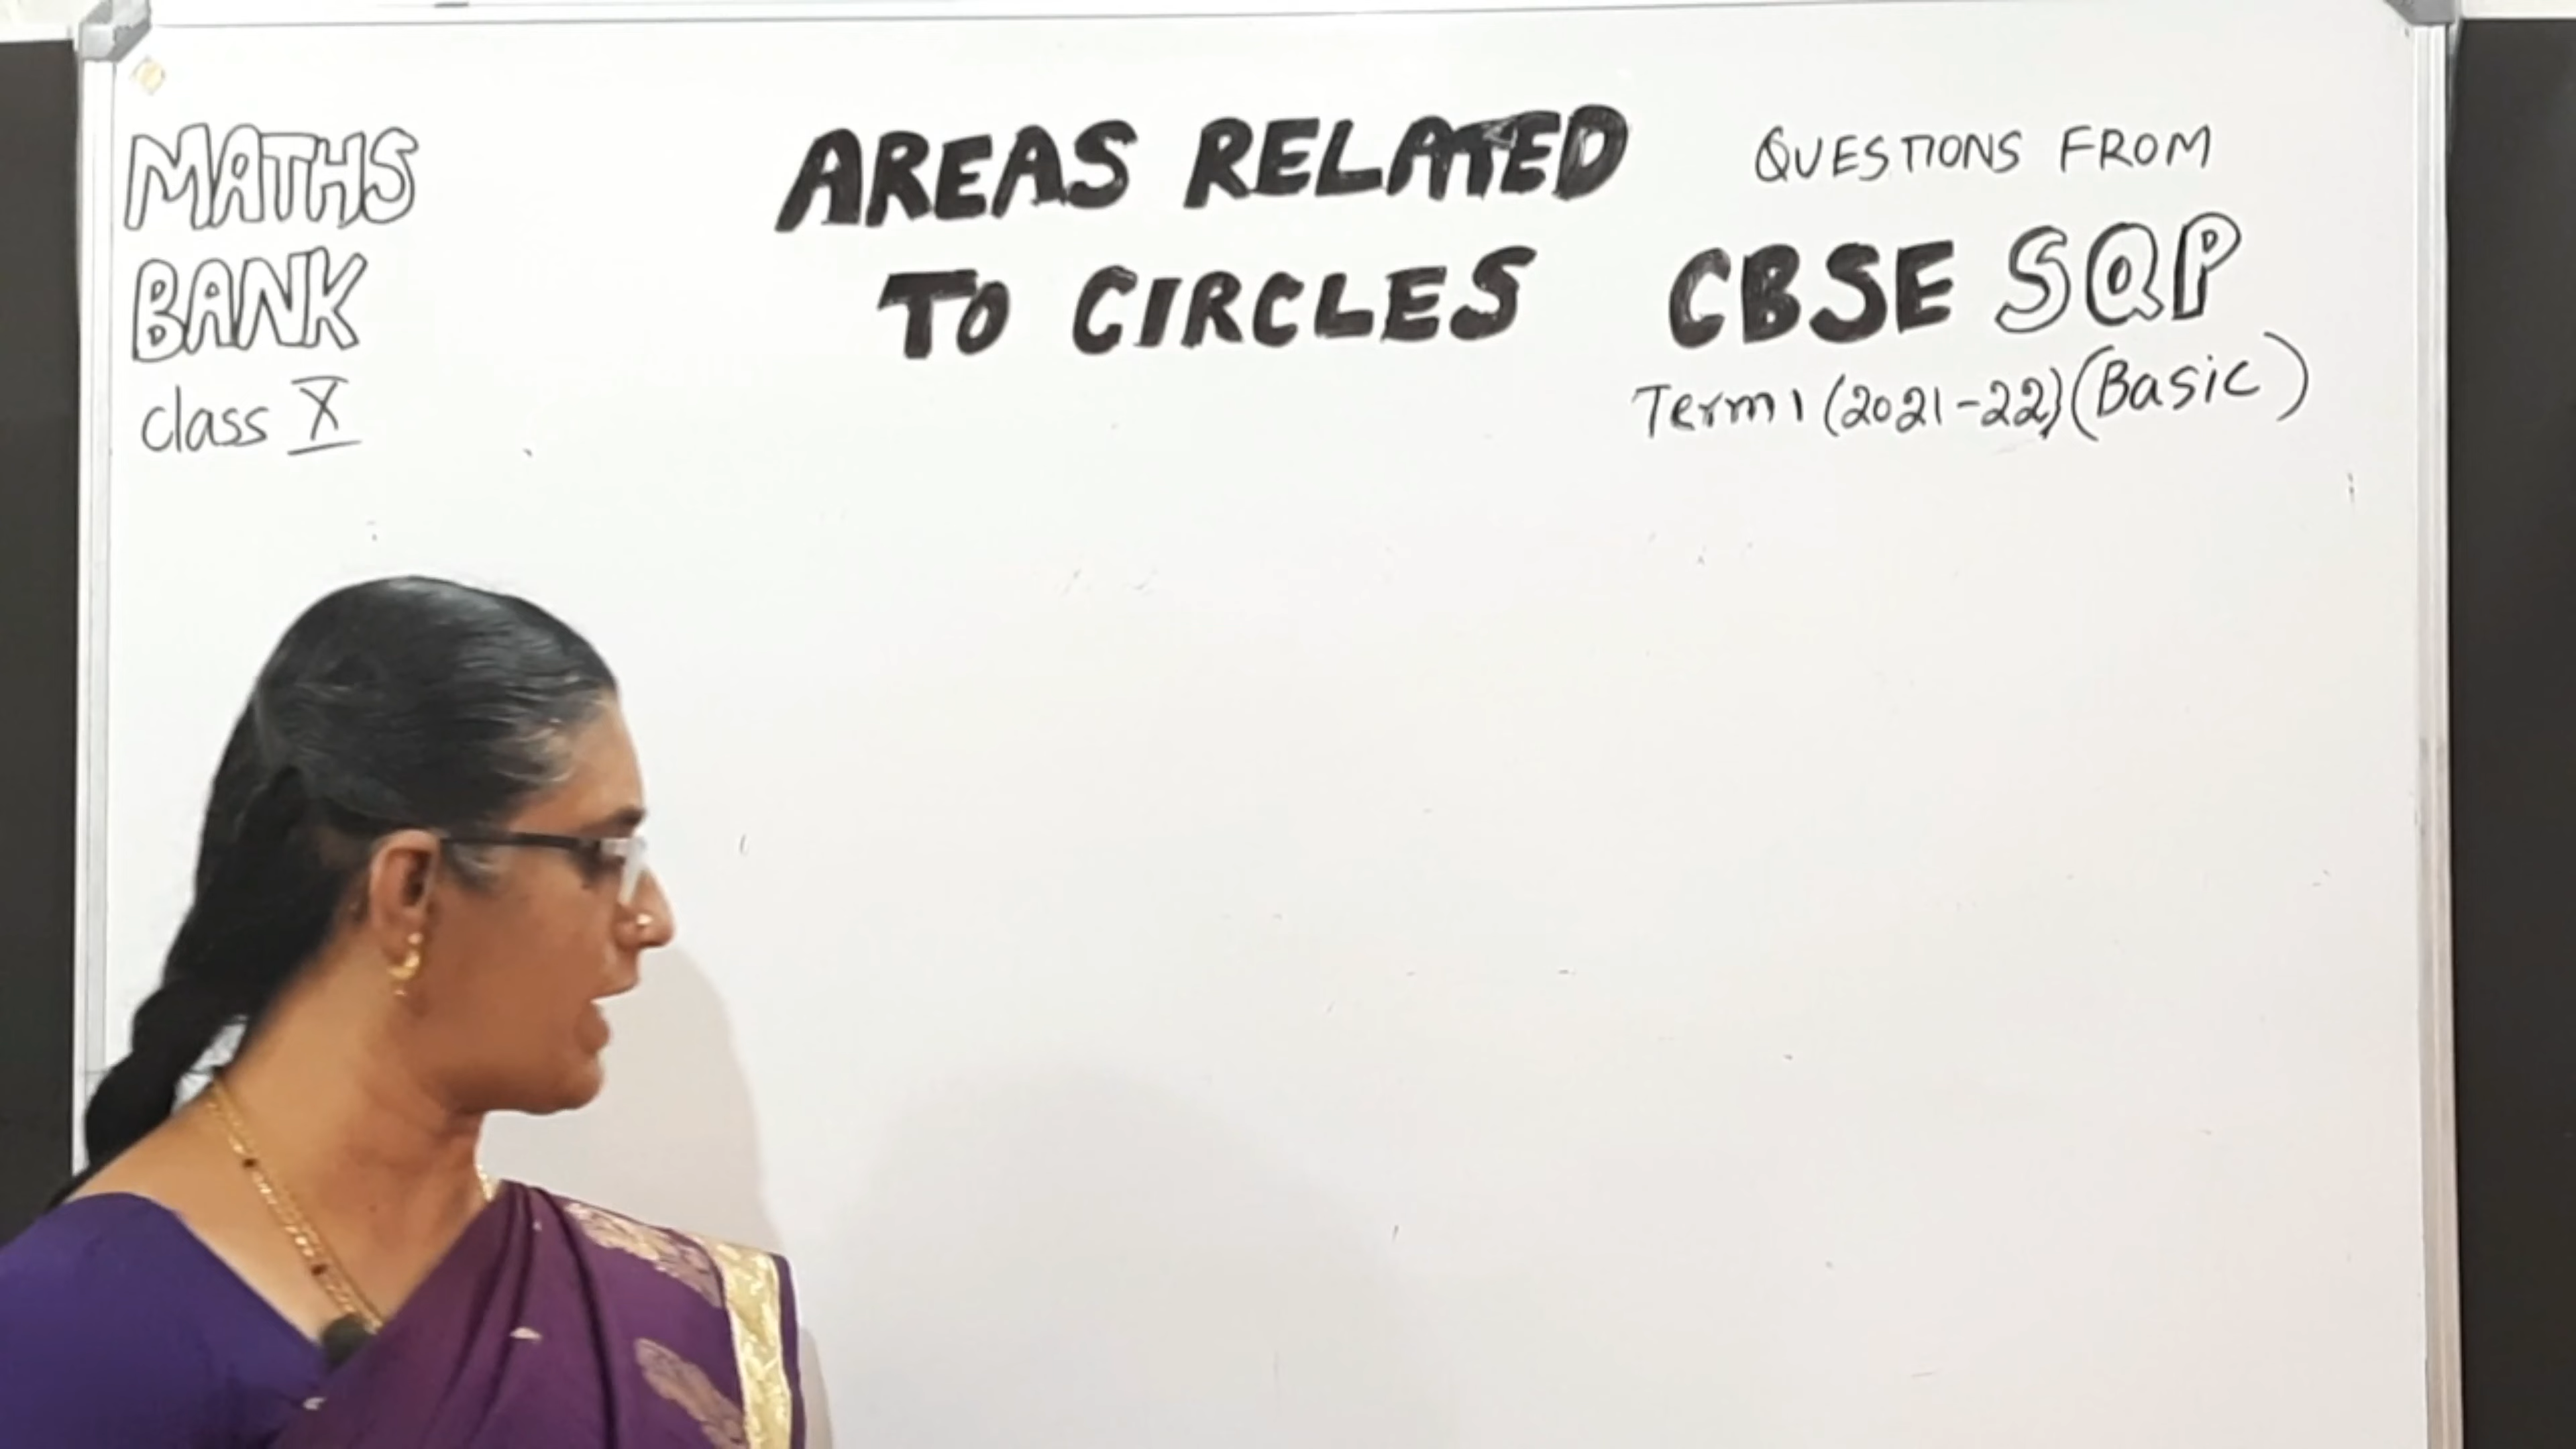 MATHS
BANK
class X
AREAS RELATED
TO CIRCLES
QUESTIONS FROM
CBSE SQP
Term 1 (2021-22) (Basic)